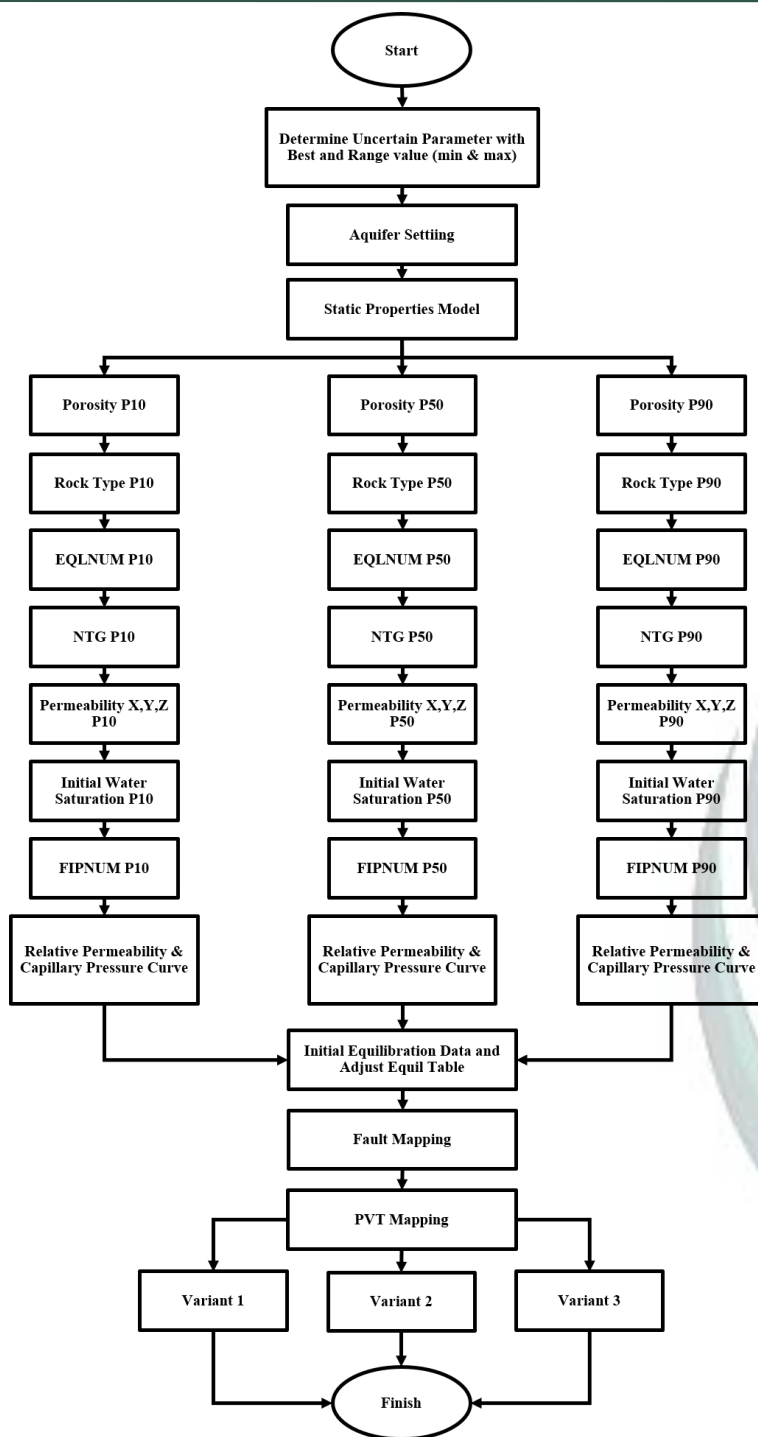 Start
Determine Uncertain Parameter with
Best and Range value (min & max)
Aquifer Settiing
Static Properties Model
Porosity P10
Porosity P50
Porosity P90
Rock Type P10
Rock Type P50
Rock Type P90
EQLNUM P10
EQLNUM P50
EQLNUM P90
NTG P10
NTG P50
NTG P90
Permeability X,Y,Z
P10
Permeability X,Y,Z
P50
Permeability X,Y,Z
P90
Initial Water
Saturation P10
Initial Water
Saturation P50
Initial Water
Saturation P90
FIPNUM P10
FIPNUM P50
FIPNUM P90
Relative Permeability &
Capillary Pressure Curve
Relative Permeability &
Capillary Pressure Curve
Relative Permeability &
Capillary Pressure Curve
Initial Equilibration Data and
Adjust Equil Table
Fault Mapping
PVT Mapping
Variant 1
Variant 2
Variant 3
Finish